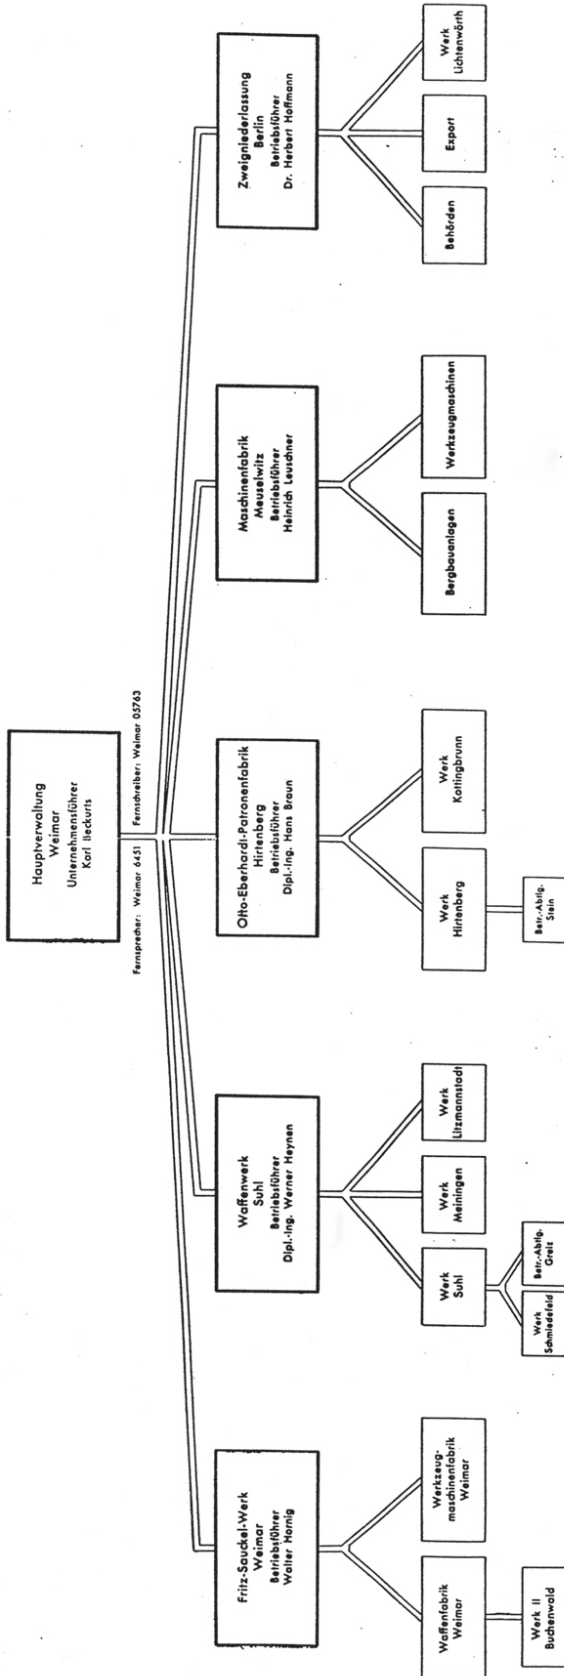 Hauptverwaltung
Weimar
Unternehmensführer
Karl Beckurts
Fernsprecher: Weimar 6451
Fernschreiber: Weimar 05763
Fritz-Sauckel-Werk
Weimar
Betriebsführer
Walter Hornig
Waffenwerk
Suhl
Betriebsführer
Dipl.-Ing. Werner Heynen
Otto-Eberhardt-Patronenfabrik
Hirtenberg
Betriebsführer
Dipl.-Ing. Hans Braun
Maschinenfabrik
Meuselwitz
Betriebsführer
Heinrich Leuschner
Zweigniederlassung
Berlin
Betriebsführer
Dr. Herbert Hoffmann
Waffenfabrik
Weimar
Werkzeug-
maschinenfabrik
Weimar
Werk
Suhl
Werk
Meiningen
Werk
Litzmannstadt
Werk
Hirtenberg
Werk
Kottingbrunn
Bergbauanlagen
Werkzeugmaschinen
Behörden
Export
Werk
Lichtenwörth
Werk II
Buchenwald
Werk
Schmiedefeld
Betr.-Abtlg.
Greiz
Betr.-Abtlg.
Stein